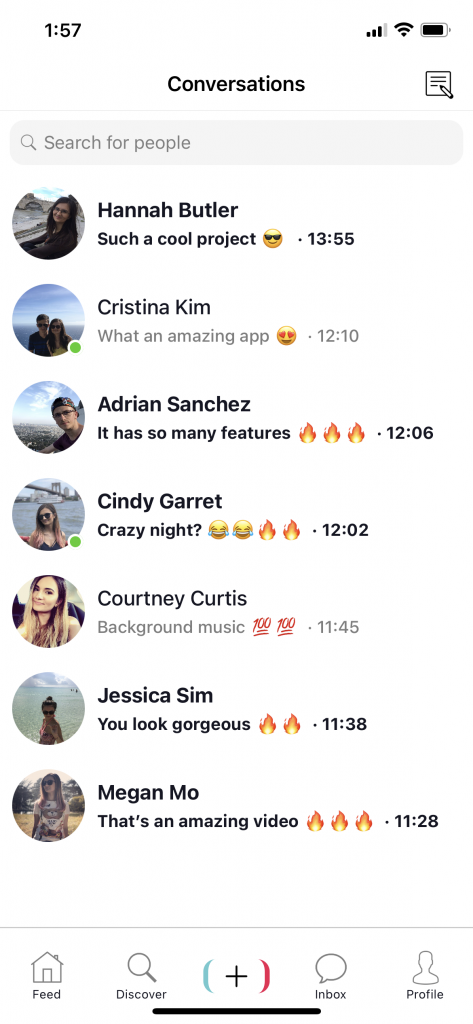 1:57
Conversations
Search for people
Hannah Butler
Such a cool project 😎 · 13:55
Cristina Kim
What an amazing app 😍 · 12:10
Adrian Sanchez
It has so many features 🔥🔥🔥 · 12:06
Cindy Garret
Crazy night? 😂😂🔥🔥 · 12:02
Courtney Curtis
Background music 💯💯 · 11:45
Jessica Sim
You look gorgeous 🔥🔥 · 11:38
Megan Mo
That’s an amazing video 🔥🔥🔥 · 11:28
Feed Discover + Inbox Profile